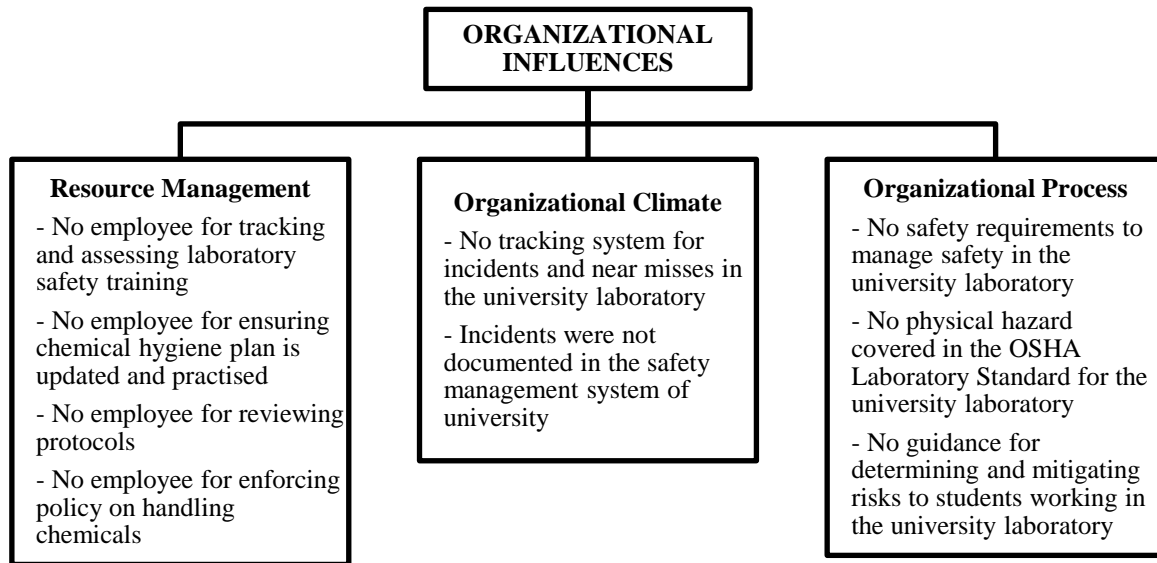 ORGANIZATIONAL
INFLUENCES
Resource Management
- No employee for tracking
and assessing laboratory
safety training
- No employee for ensuring
chemical hygiene plan is
updated and practised
- No employee for reviewing
protocols
- No employee for enforcing
policy on handling
chemicals
Organizational Climate
- No tracking system for
incidents and near misses in
the university laboratory
- Incidents were not
documented in the safety
management system of
university
Organizational Process
- No safety requirements to
manage safety in the
university laboratory
- No physical hazard
covered in the OSHA
Laboratory Standard for the
university laboratory
- No guidance for
determining and mitigating
risks to students working in
the university laboratory